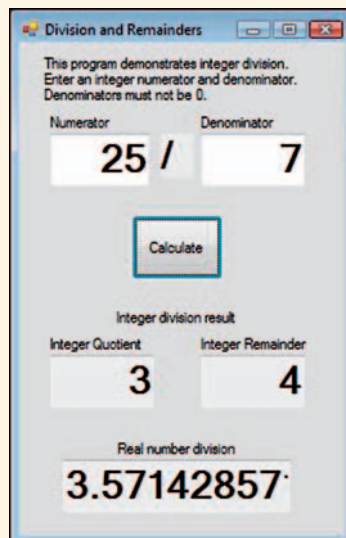 Division and Remainders
This program demonstrates integer division.
Enter an integer numerator and denominator.
Denominators must not be 0.
Numerator Denominator
25 / 7
Calculate
Integer division result
Integer Quotient Integer Remainder
3 4
Real number division
3.57142857